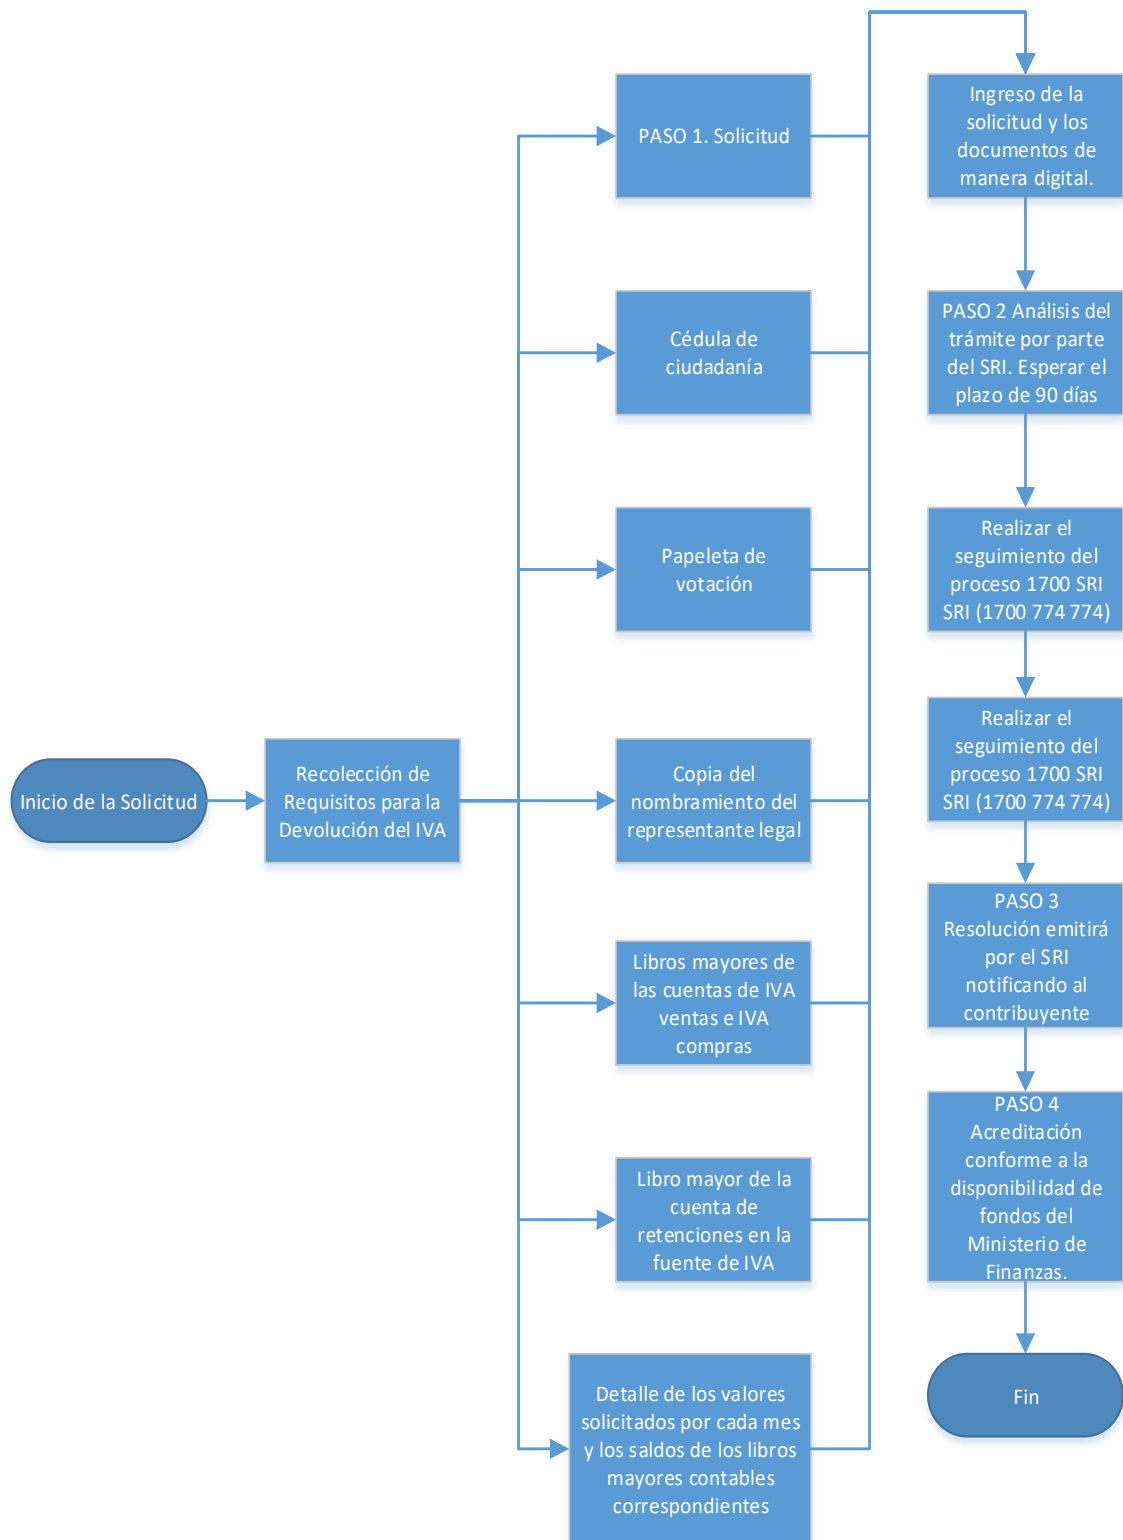 Inicio de la Solicitud
Recolección de
Requisitos para la
Devolución del IVA
PASO 1. Solicitud
Cédula de
ciudadanía
Papeleta de
votación
Copia del
nombramiento del
representante legal
Libros mayores de
las cuentas de IVA
ventas e IVA
compras
Libro mayor de la
cuenta de
retenciones en la
fuente de IVA
Detalle de los valores
solicitados por cada mes
y los saldos de los libros
mayores contables
correspondientes
Ingreso de la
solicitud y los
documentos de
manera digital.
PASO 2 Análisis del
trámite por parte
del SRI. Esperar el
plazo de 90 días
Realizar el
seguimiento del
proceso 1700 SRI
SRI (1700 774 774)
Realizar el
seguimiento del
proceso 1700 SRI
SRI (1700 774 774)
PASO 3
Resolución emitirá
por el SRI
notificando al
contribuyente
PASO 4
Acreditación
conforme a la
disponibilidad de
fondos del
Ministerio de
Finanzas.
Fin